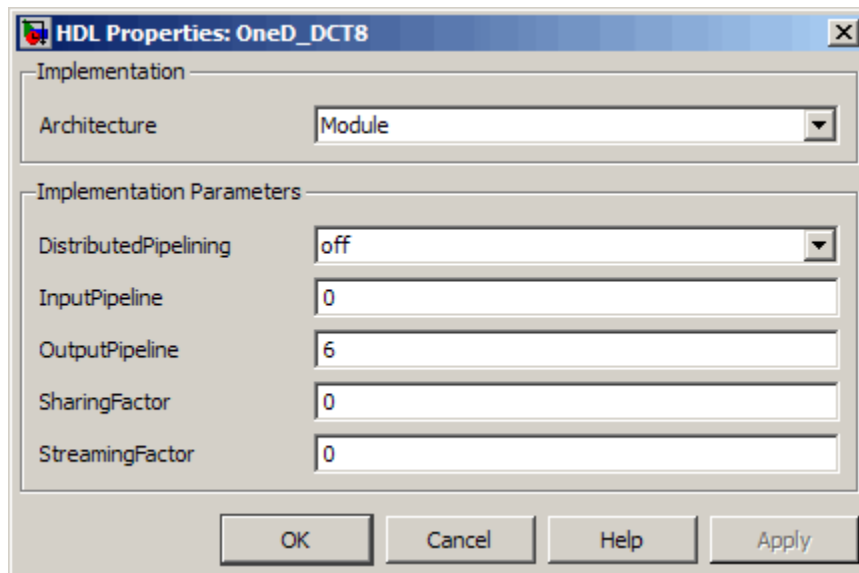 HDL Properties: OneD_DCT8
Implementation
Architecture Module
Implementation Parameters
DistributedPipelining off
InputPipeline 0
OutputPipeline 6
SharingFactor 0
StreamingFactor 0
OK Cancel Help Apply